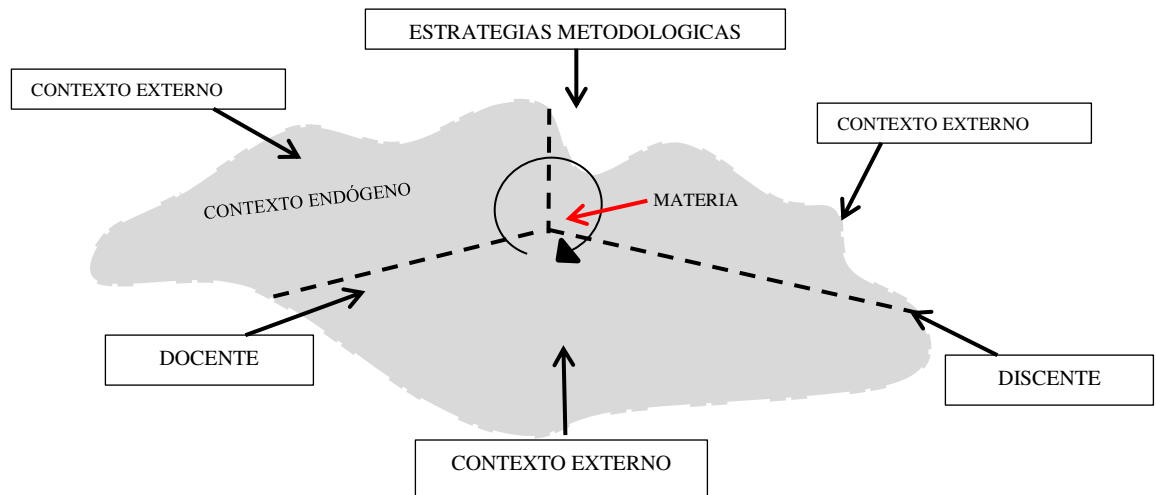 ESTRATEGIAS METODOLOGICAS
CONTEXTO EXTERNO
CONTEXTO EXTERNO
CONTEXTO ENDÓGENO
MATERIA
DOCENTE
DISCENTE
CONTEXTO EXTERNO